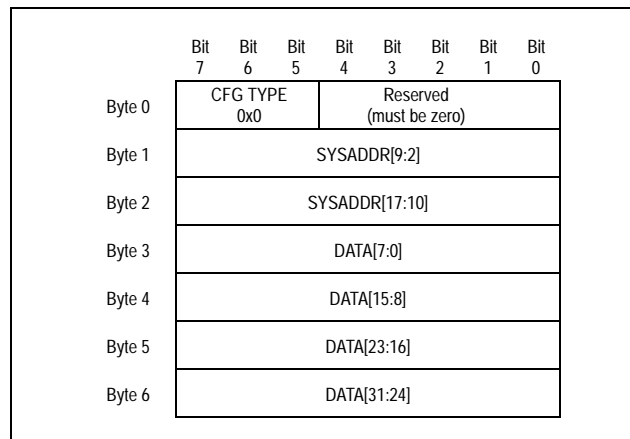 Bit Bit Bit Bit Bit Bit Bit Bit
7 6 5 4 3 2 1 0
Byte 0 CFG TYPE Reserved
0x0 (must be zero)
Byte 1 SYSADDR[9:2]
Byte 2 SYSADDR[17:10]
Byte 3 DATA[7:0]
Byte 4 DATA[15:8]
Byte 5 DATA[23:16]
Byte 6 DATA[31:24]